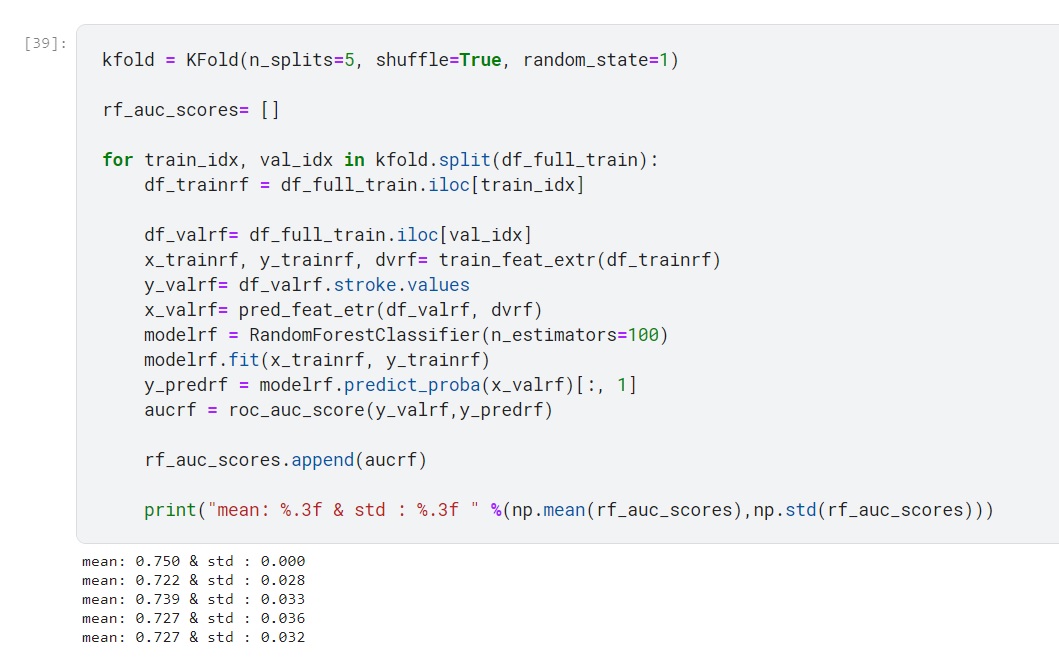 [39]:
kfold = KFold(n_splits=5, shuffle=True, random_state=1)
rf_auc_scores= []
for train_idx, val_idx in kfold.split(df_full_train):
    df_trainrf = df_full_train.iloc[train_idx]
    df_valrf= df_full_train.iloc[val_idx]
    x_trainrf, y_trainrf, dvrf= train_feat_extr(df_trainrf)
    y_valrf= df_valrf.stroke.values
    x_valrf= pred_feat_etr(df_valrf, dvrf)
    modelrf = RandomForestClassifier(n_estimators=100)
    modelrf.fit(x_trainrf, y_trainrf)
    y_predrf = modelrf.predict_proba(x_valrf)[:, 1]
    aucrf = roc_auc_score(y_valrf,y_predrf)
    rf_auc_scores.append(aucrf)
    print("mean: %.3f & std : %.3f " %(np.mean(rf_auc_scores),np.std(rf_auc_scores)))
mean: 0.750 & std : 0.000
mean: 0.722 & std : 0.028
mean: 0.739 & std : 0.033
mean: 0.727 & std : 0.036
mean: 0.727 & std : 0.032